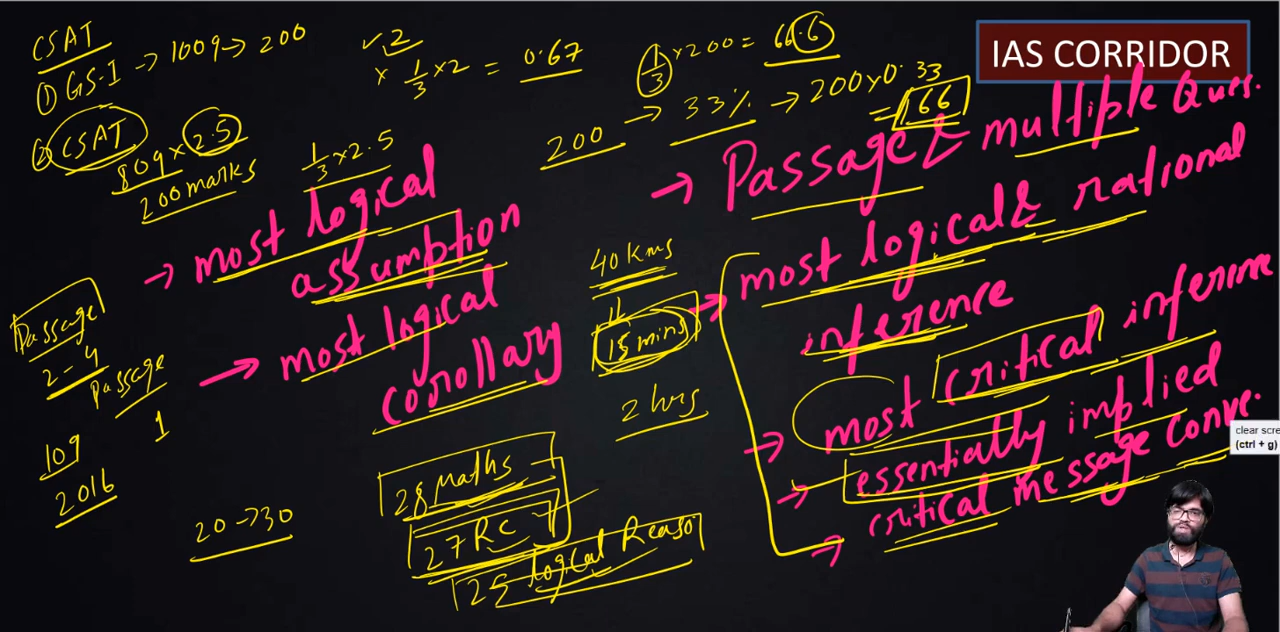 IAS CORRIDOR
CSAT
① GS-I → 100q → 200
② CSAT
80q × 2.5
200 marks
✓ 2
× 1/3 × 2 = 0.67
1/3 × 2.5
1/3 × 200 = 66.6
200 → 33% → 200 × 0.33
= 66
→ Passage & multiple Ques.
→ most logical
assumption
→ most logical
corollary
→ most logical & rational
inference
→ most critical inference
→ essentially implied
→ critical message conve.
40 kms
15 mins
2 hrs
Passage
2-4
Passage
1
10q
2016
20 → 30
28 maths
27 RC
25 logical Reaso
clear scre
(ctrl + g)